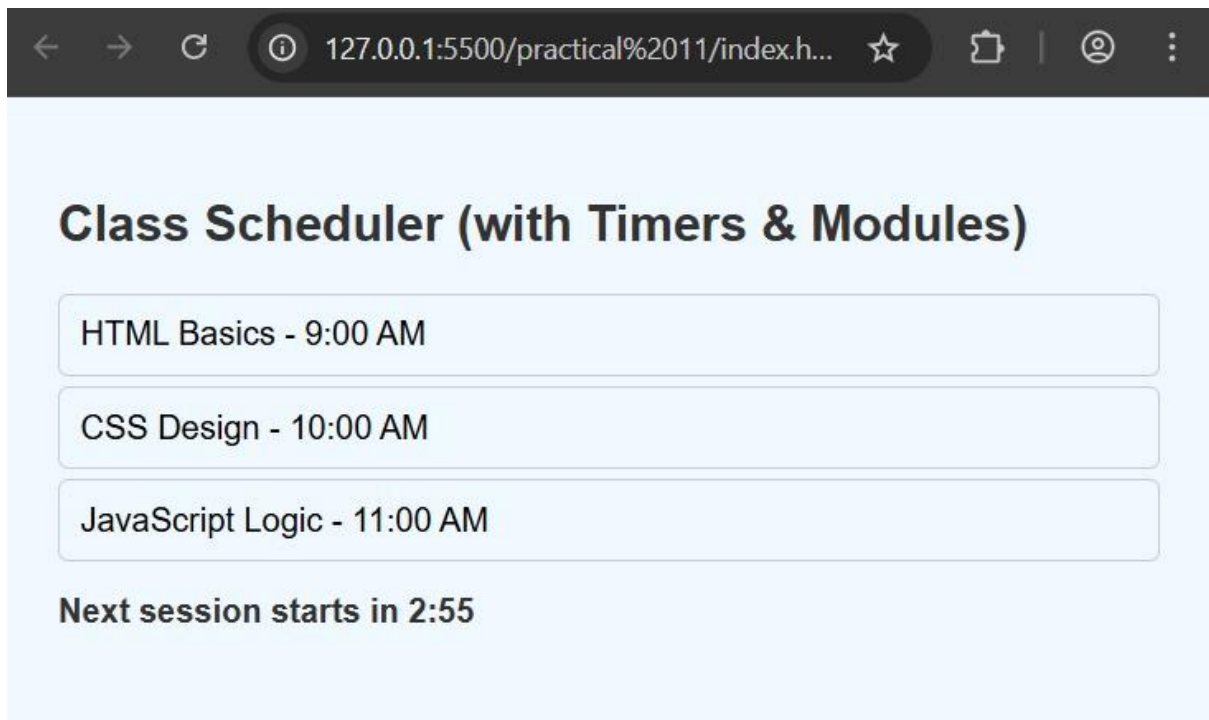 127.0.0.1:5500/practical%2011/index.h...
Class Scheduler (with Timers & Modules)
HTML Basics - 9:00 AM
CSS Design - 10:00 AM
JavaScript Logic - 11:00 AM
Next session starts in 2:55